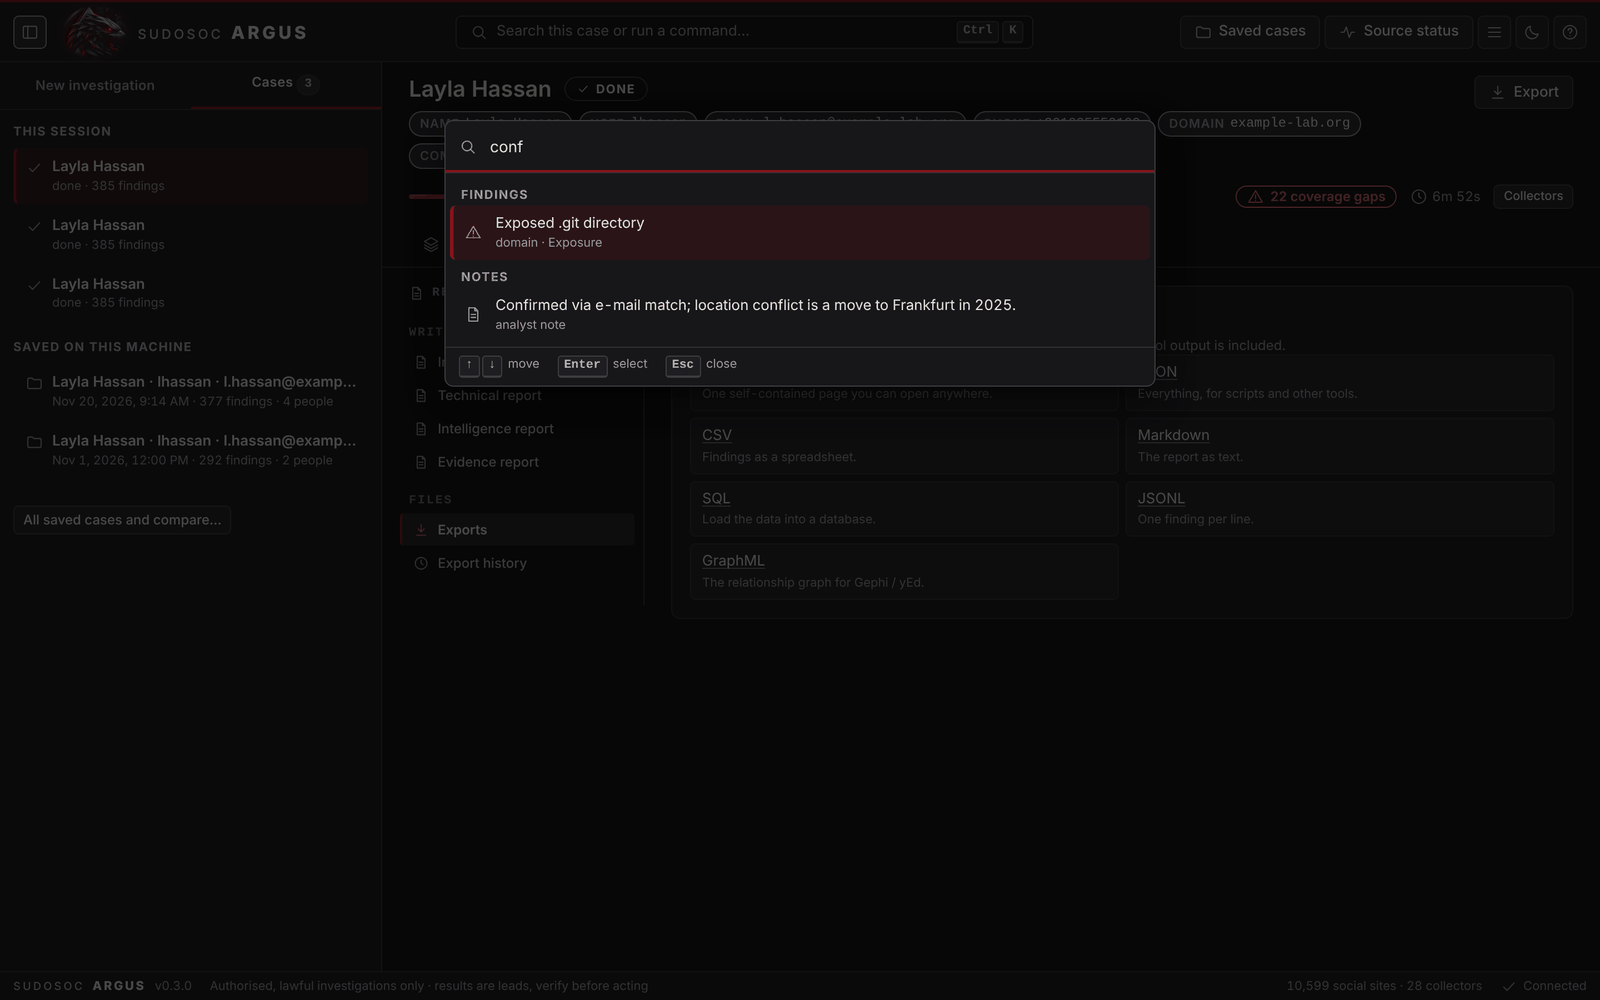 SUDOSOC ARGUS
Search this case or run a command...
Ctrl K
Saved cases
Source status
New investigation
Cases 3
THIS SESSION
Layla Hassan
done · 385 findings
Layla Hassan
done · 385 findings
Layla Hassan
done · 385 findings
SAVED ON THIS MACHINE
Layla Hassan · lhassan · l.hassan@examp...
Nov 20, 2026, 9:14 AM · 377 findings · 4 people
Layla Hassan · lhassan · l.hassan@examp...
Nov 1, 2026, 12:00 PM · 292 findings · 2 people
All saved cases and compare...
Layla Hassan
DONE
Export
DOMAIN example-lab.org
22 coverage gaps
6m 52s
Collectors
conf
FINDINGS
Exposed .git directory
domain · Exposure
NOTES
Confirmed via e-mail match; location conflict is a move to Frankfurt in 2025.
analyst note
↑ ↓ move Enter select Esc close
Technical report
Intelligence report
Evidence report
FILES
Exports
Export history
output is included.
One self-contained page you can open anywhere.
Everything, for scripts and other tools.
CSV
Findings as a spreadsheet.
Markdown
The report as text.
SQL
Load the data into a database.
JSONL
One finding per line.
GraphML
The relationship graph for Gephi / yEd.
SUDOSOC ARGUS v0.3.0 Authorised, lawful investigations only · results are leads, verify before acting
10,599 social sites · 28 collectors
Connected